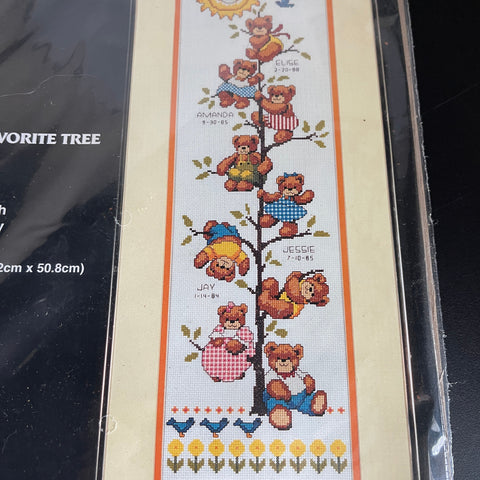 VORITE TREE
2cm x 50.8cm)
ELISE
2-20-88
AMANDA
9-30-85
JESSIE
7-10-85
JAY
1-14-84